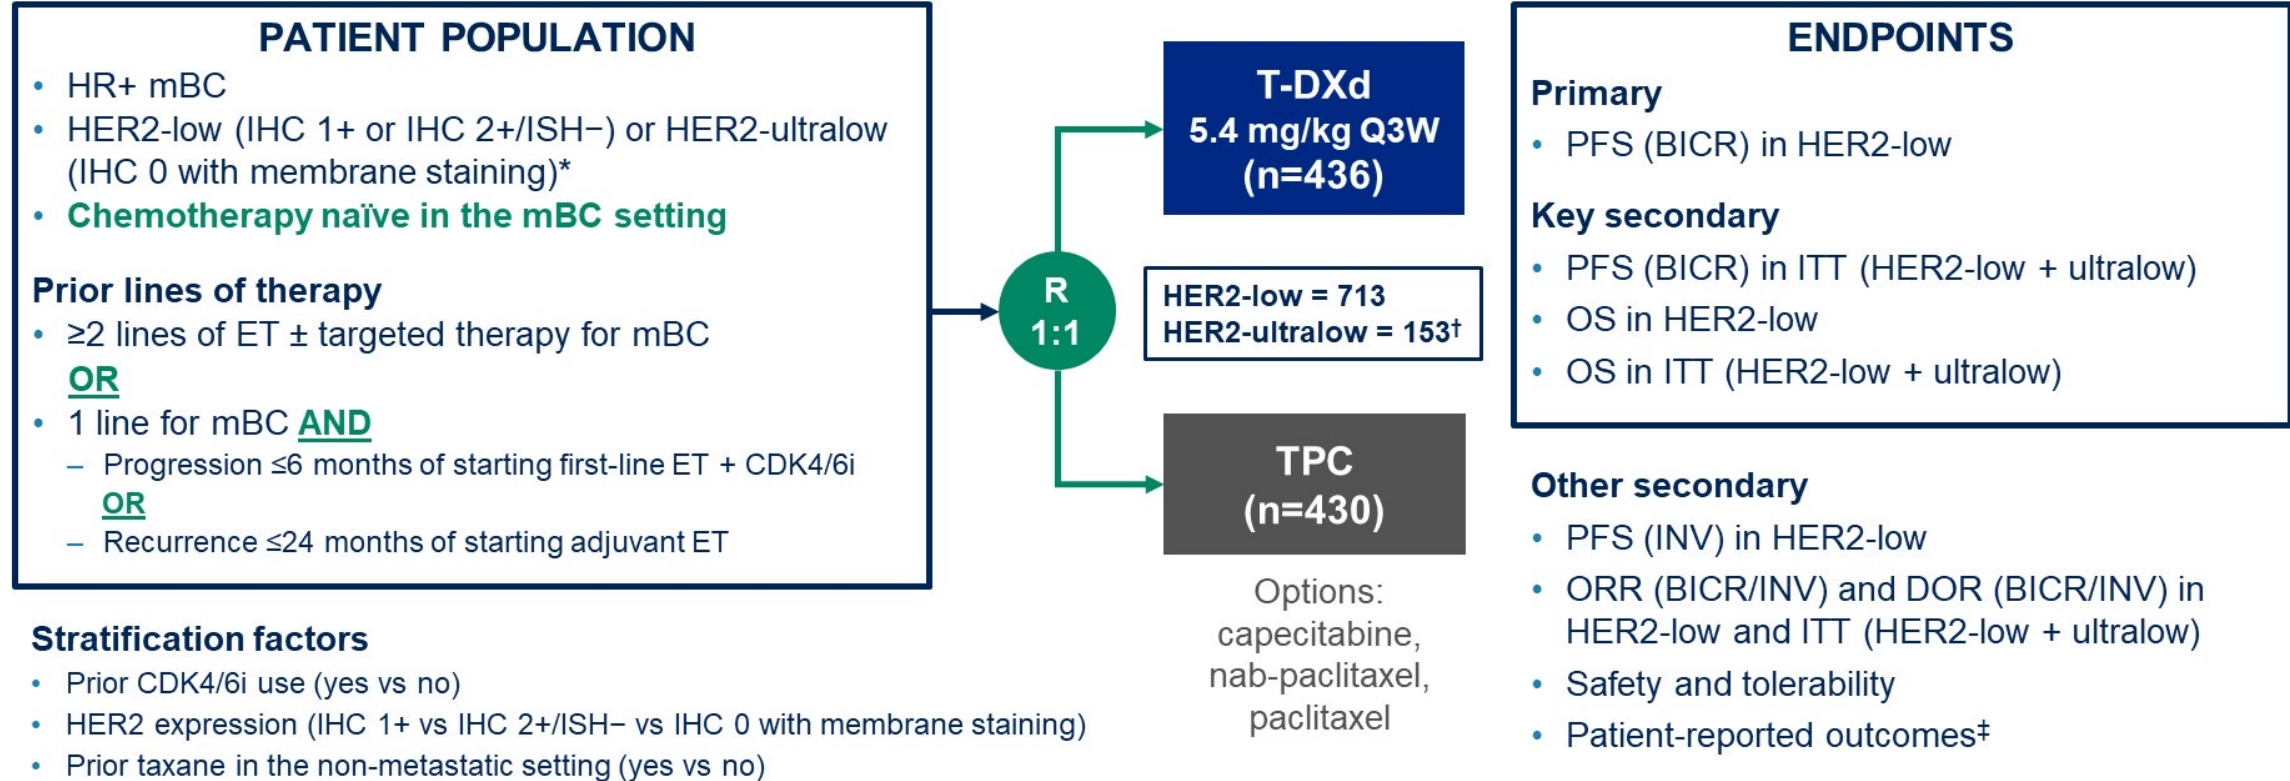 PATIENT POPULATION
• HR+ mBC
• HER2-low (IHC 1+ or IHC 2+/ISH−) or HER2-ultralow
(IHC 0 with membrane staining)*
• Chemotherapy naïve in the mBC setting
Prior lines of therapy
• ≥2 lines of ET ± targeted therapy for mBC
OR
• 1 line for mBC AND
– Progression ≤6 months of starting first-line ET + CDK4/6i
OR
– Recurrence ≤24 months of starting adjuvant ET
Stratification factors
• Prior CDK4/6i use (yes vs no)
• HER2 expression (IHC 1+ vs IHC 2+/ISH− vs IHC 0 with membrane staining)
• Prior taxane in the non-metastatic setting (yes vs no)
R
1:1
T-DXd
5.4 mg/kg Q3W
(n=436)
HER2-low = 713
HER2-ultralow = 153†
TPC
(n=430)
Options:
capecitabine,
nab-paclitaxel,
paclitaxel
ENDPOINTS
Primary
• PFS (BICR) in HER2-low
Key secondary
• PFS (BICR) in ITT (HER2-low + ultralow)
• OS in HER2-low
• OS in ITT (HER2-low + ultralow)
Other secondary
• PFS (INV) in HER2-low
• ORR (BICR/INV) and DOR (BICR/INV) in
HER2-low and ITT (HER2-low + ultralow)
• Safety and tolerability
• Patient-reported outcomes‡